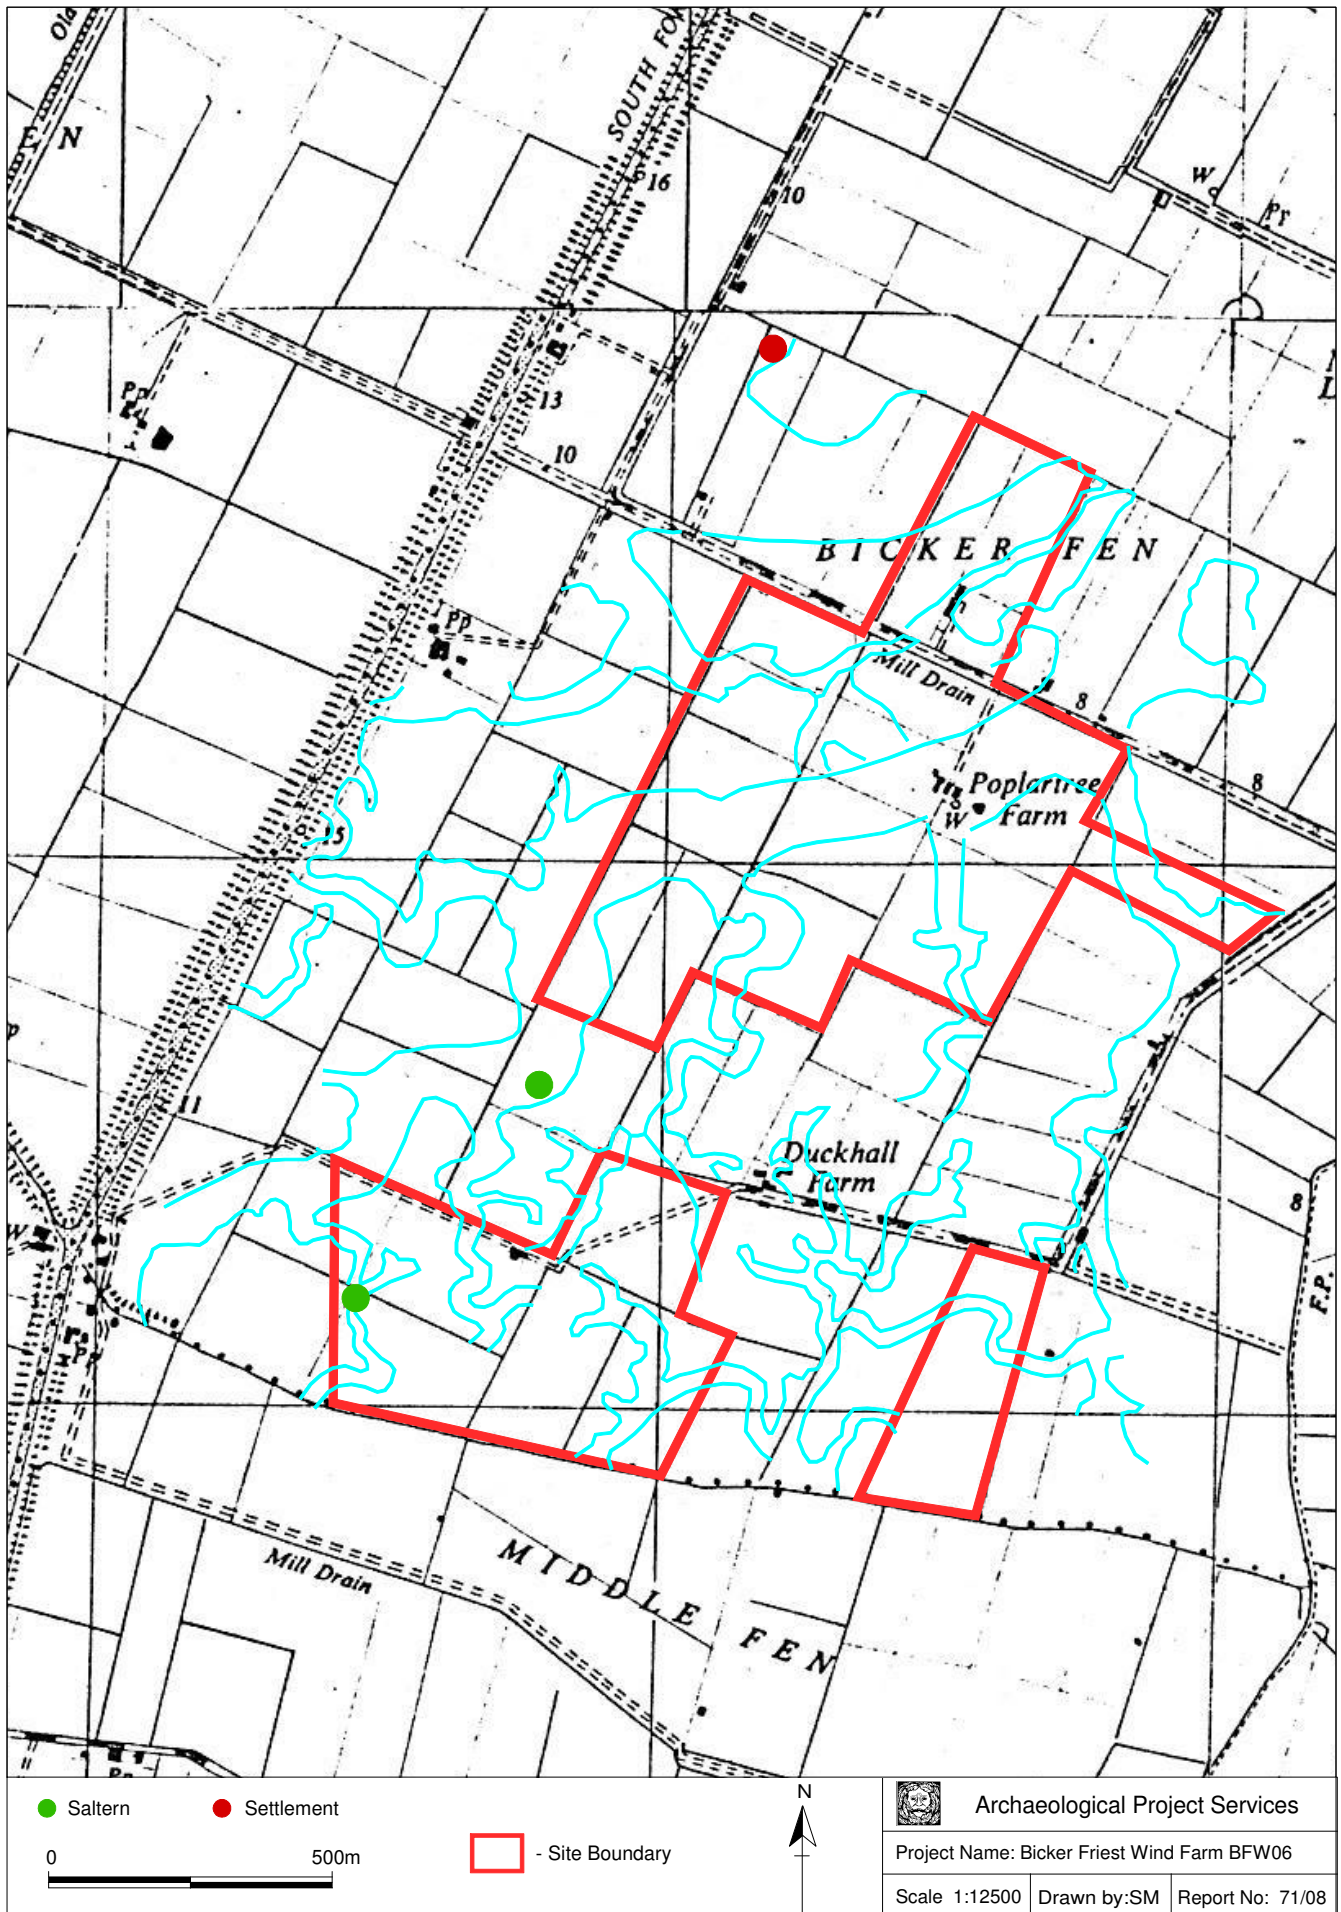 Old
E N
SOUTH FO
16
10
W
Pp
13
10
Pp
BICKER FEN
Mill Drain
8
8
Poplartree
W Farm
15
11
Duckhall
Farm
8
W
F.P.
Pp
Mill Drain
MIDDLE
FEN
Saltern
Settlement
0 500m
- Site Boundary
N
Archaeological Project Services
Project Name: Bicker Friest Wind Farm BFW06
Scale 1:12500
Drawn by:SM
Report No: 71/08